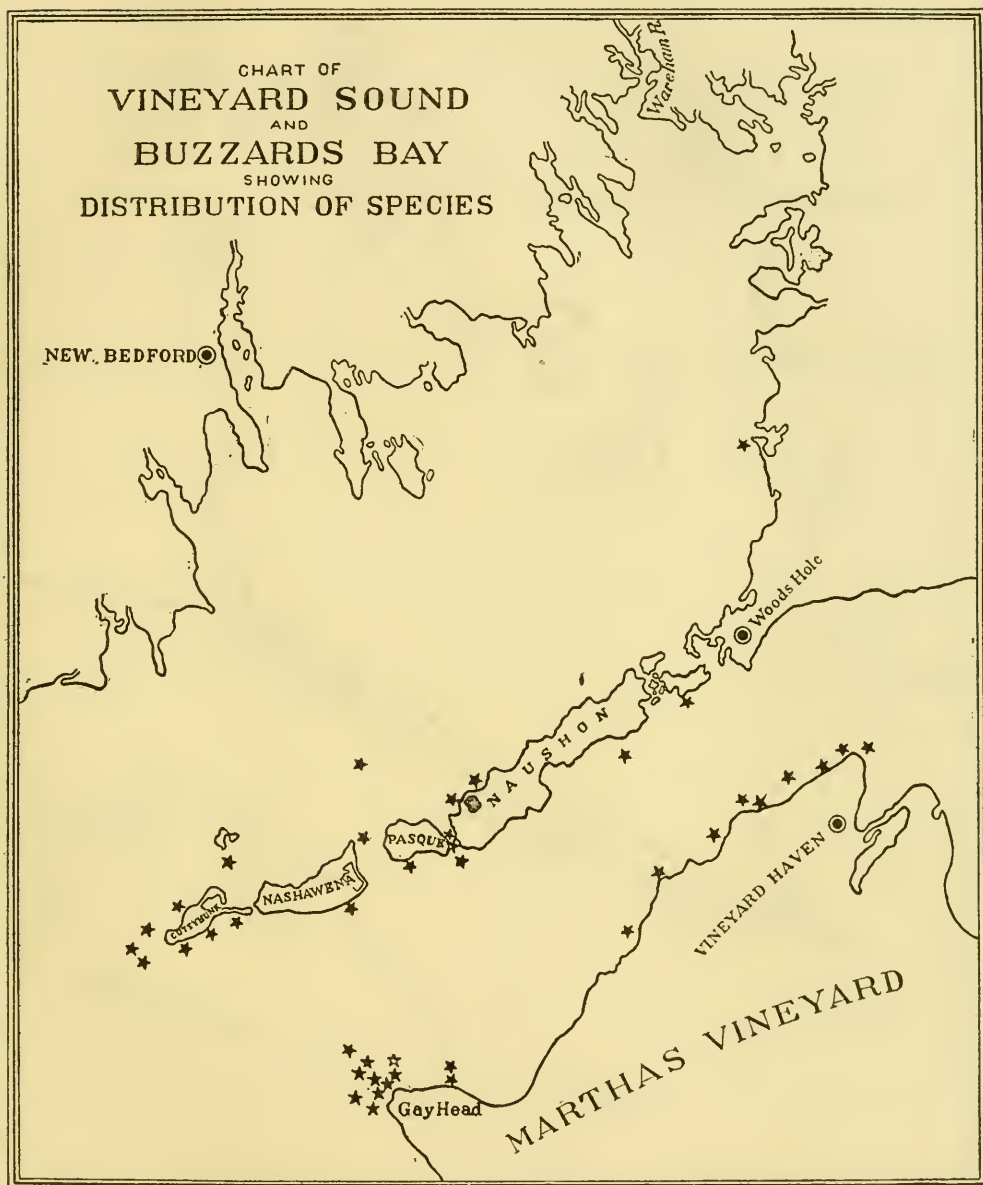 CHART OF
VINEYARD SOUND
AND
BUZZARDS BAY
SHOWING
DISTRIBUTION OF SPECIES
Wareham R
NEW. BEDFORD
Woods Hole
NAUSHON
PASQUE
NASHAWENA
CUTTYHUNK
VINEYARD HAVEN
MARTHAS VINEYARD
Gay Head